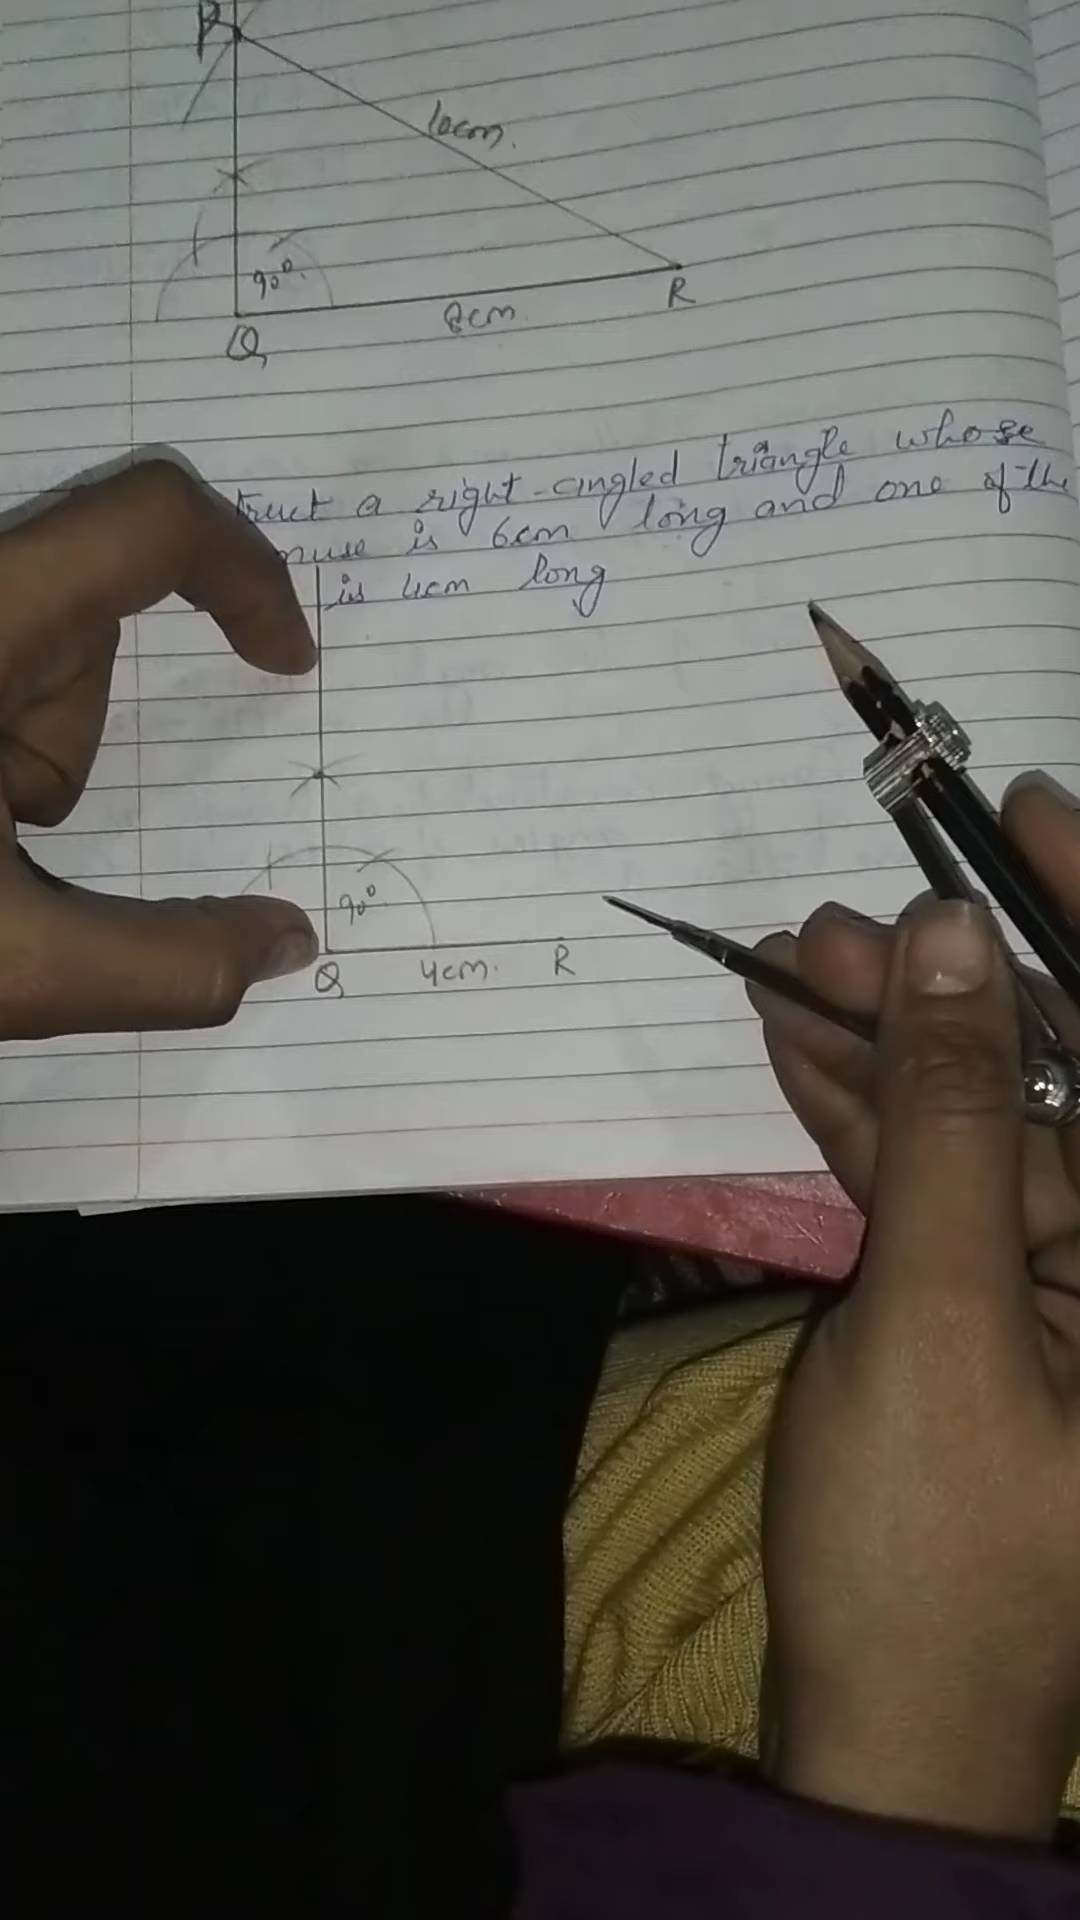 P
10cm.
90°.
8cm.
R
Q
truct a right-angled triangle whose
nuse is 6cm long and one of the
is 4cm long
90°.
Q 4cm. R